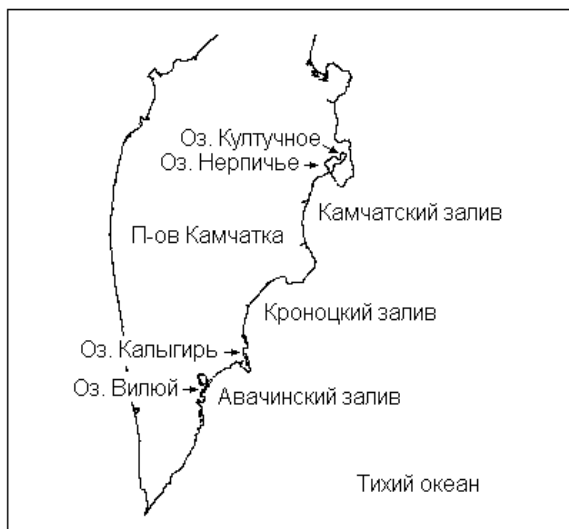 Оз. Култучное
Оз. Нерпичье
Камчатский залив
П-ов Камчатка
Кроноцкий залив
Оз. Калыгирь
Оз. Вилюй
Авачинский залив
Тихий океан